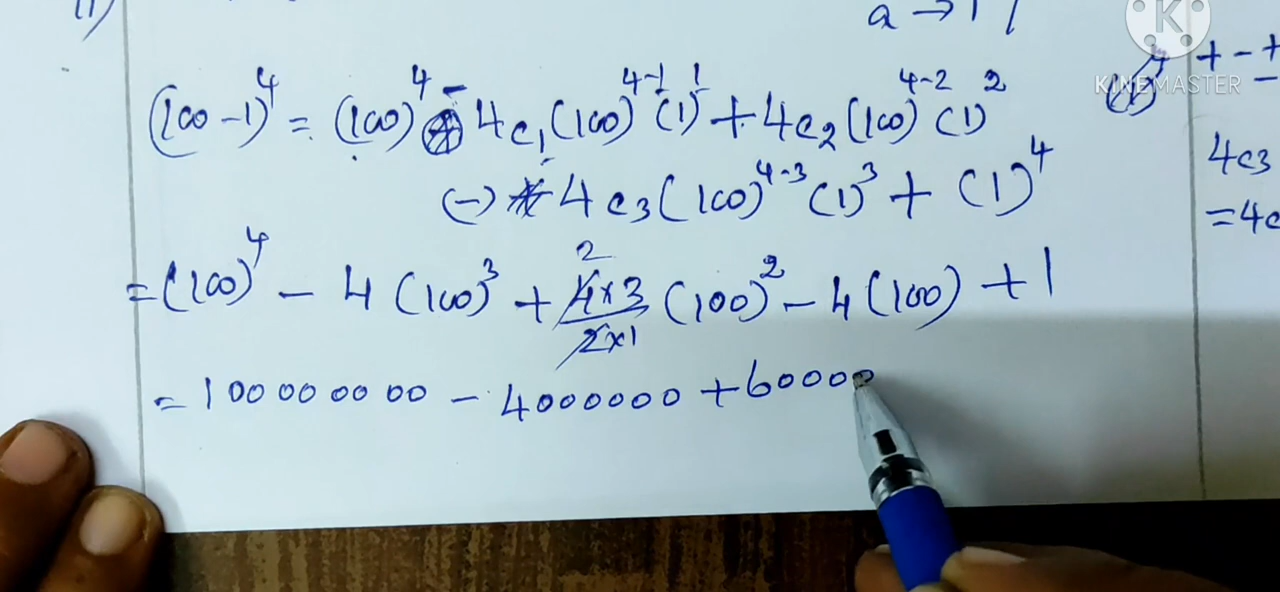 a → 1
KINEMASTER
(100 -1)^4 = (100)^4 - 4c1 (100)^4-1 (1)^1 + 4c2 (100)^4-2 (1)^2
+ - +
(-) 4c3 (100)^4-3 (1)^3 + (1)^4
4c3
= 4c
= (100)^4 - 4 (100)^3 + 4×3/2×1 (100)^2 - 4 (100) + 1
2
= 100000000 - 4000000 + 60000